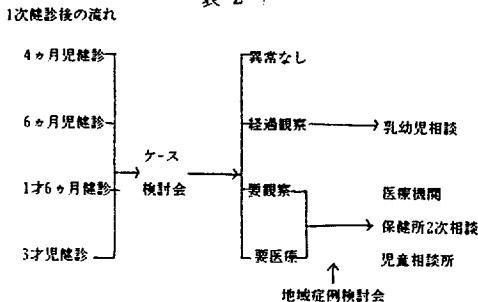 1次健診後の流れ
4ヵ月児健診
6ヵ月児健診
1才6ヵ月健診
3才児健診
ケース
検討会
異常なし
経過観察
要観察
要医療
乳幼児相談
医療機関
保健所2次相談
児童相談所
地域症例検討会